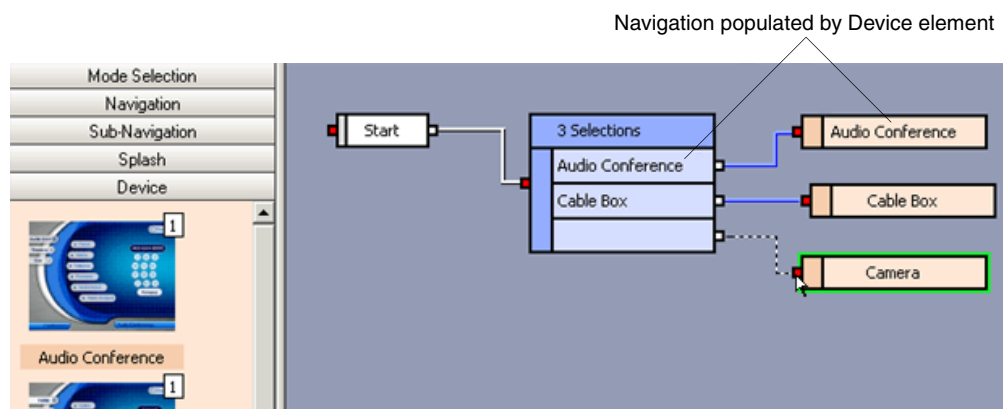 Navigation populated by Device element
Mode Selection
Navigation
Sub-Navigation
Splash
Device
1
Audio Conference
1
Start
3 Selections
Audio Conference
Cable Box
Audio Conference
Cable Box
Camera